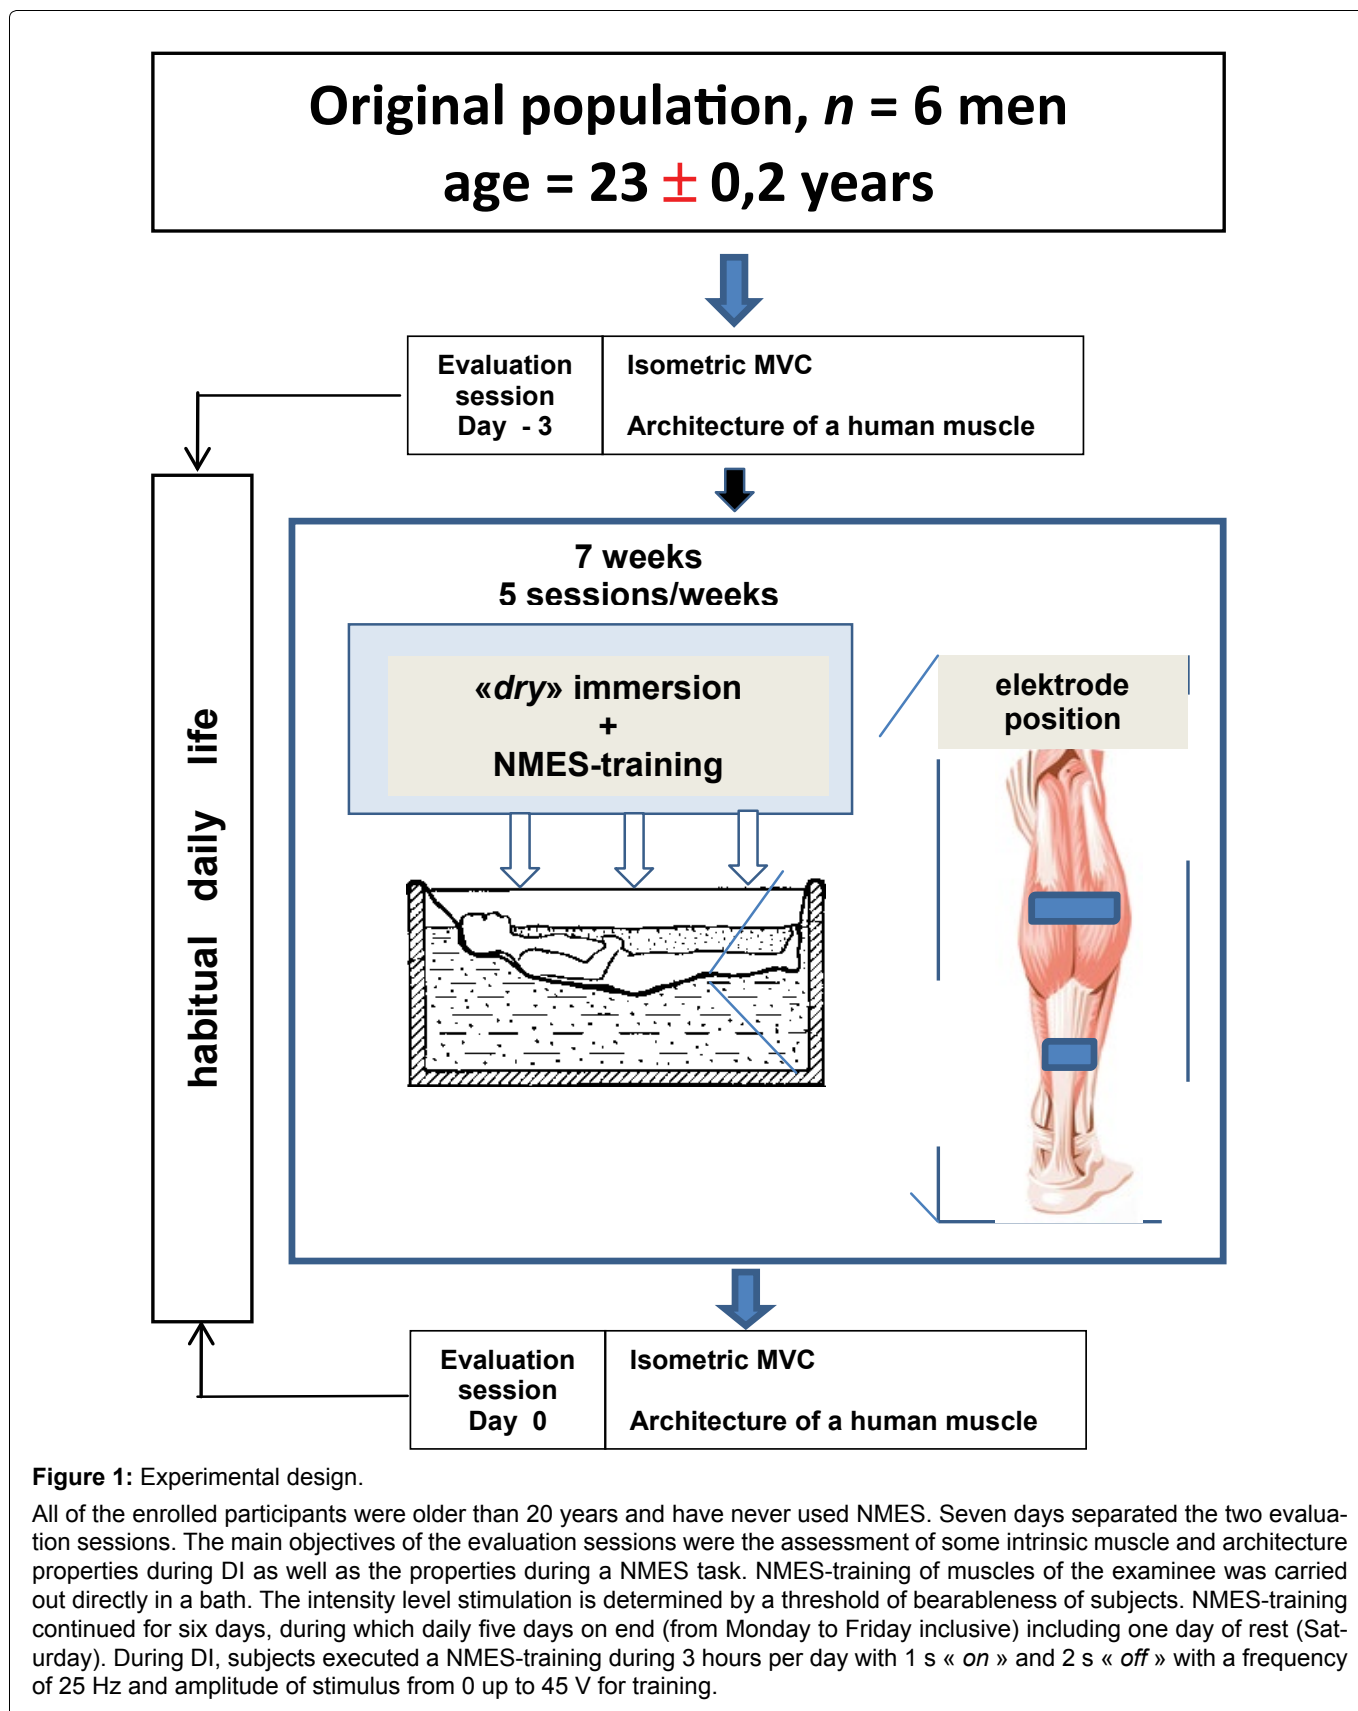 Original population, n = 6 men
age = 23 ± 0,2 years
Evaluation
session
Day - 3
Isometric MVC
Architecture of a human muscle
habitual daily life
7 weeks
5 sessions/weeks
«dry» immersion
+
NMES-training
elektrode
position
Evaluation
session
Day 0
Isometric MVC
Architecture of a human muscle
Figure 1: Experimental design.
All of the enrolled participants were older than 20 years and have never used NMES. Seven days separated the two evalua-
tion sessions. The main objectives of the evaluation sessions were the assessment of some intrinsic muscle and architecture
properties during DI as well as the properties during a NMES task. NMES-training of muscles of the examinee was carried
out directly in a bath. The intensity level stimulation is determined by a threshold of bearableness of subjects. NMES-training
continued for six days, during which daily five days on end (from Monday to Friday inclusive) including one day of rest (Sat-
urday). During DI, subjects executed a NMES-training during 3 hours per day with 1 s « on » and 2 s « off » with a frequency
of 25 Hz and amplitude of stimulus from 0 up to 45 V for training.